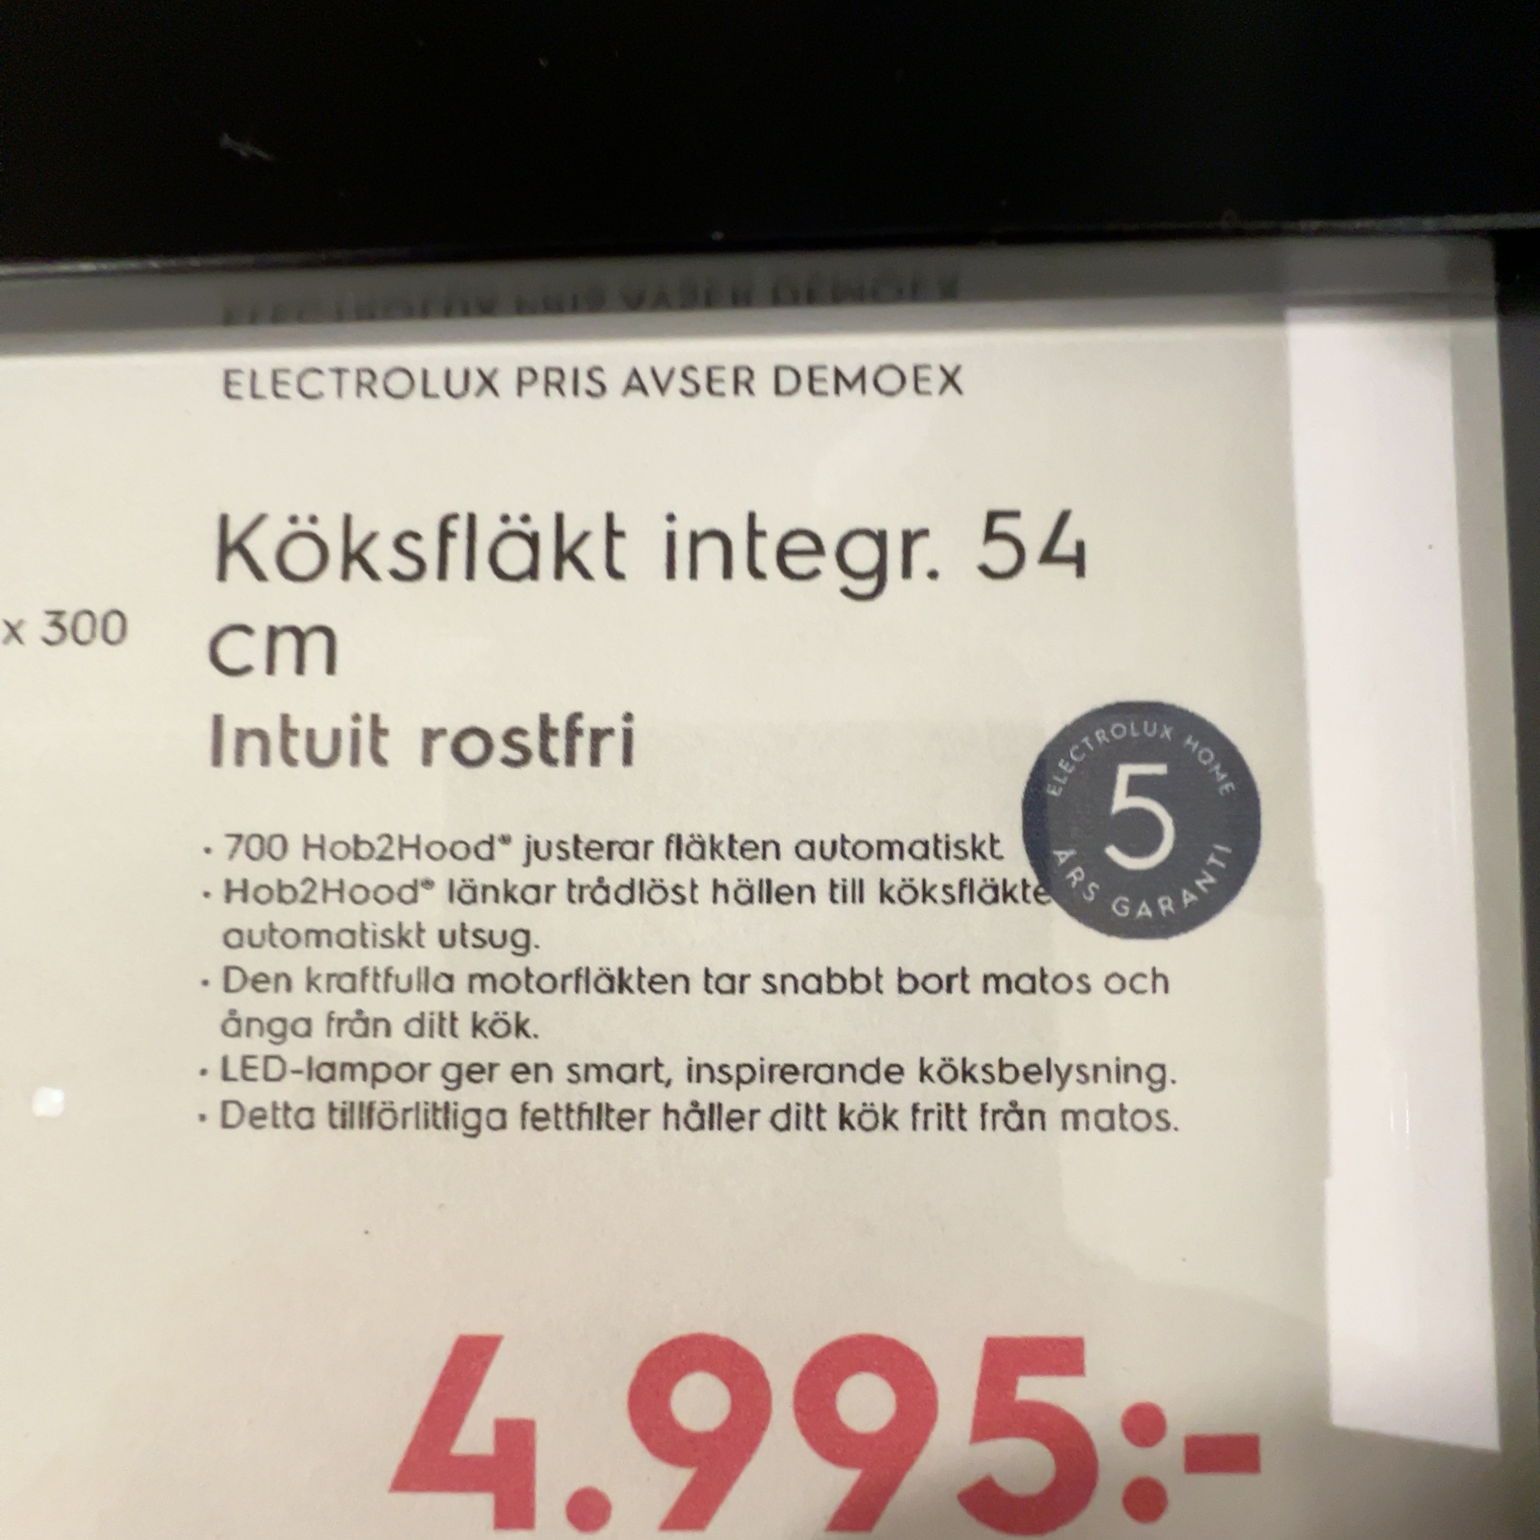 ELECTROLUX PRIS AVSER DEMOEX
Köksfläkt integr. 54
x 300
cm
Intuit rostfri
ELECTROLUX HOME
5
ÅRS GARANTI
· 700 Hob2Hood® justerar fläkten automatiskt
· Hob2Hood® länkar trådlöst hällen till köksfläkte
automatiskt utsug.
· Den kraftfulla motorfläkten tar snabbt bort matos och
ånga från ditt kök.
· LED-lampor ger en smart, inspirerande köksbelysning.
· Detta tillförlitliga fettfilter håller ditt kök fritt från matos.
4.995:-